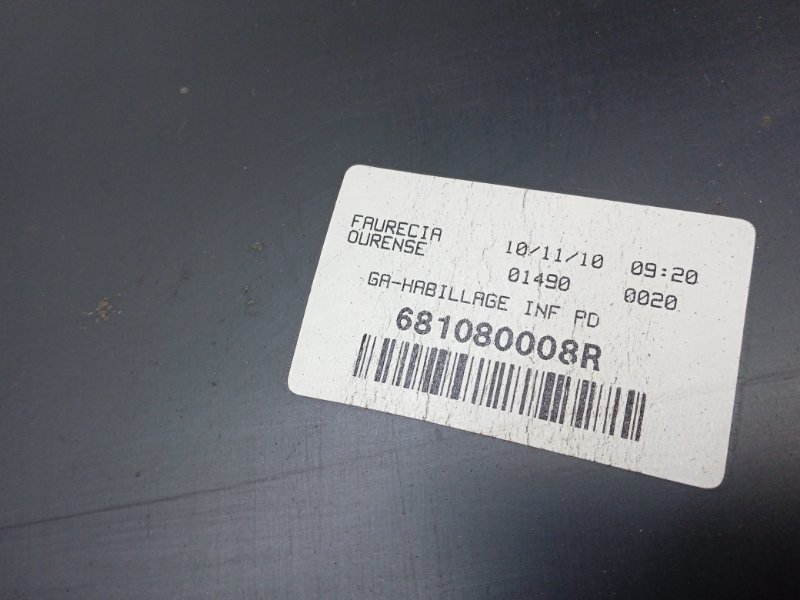 FAURECIA
OURENSE
10/11/10 09:20
01490 0020
GA-HABILLAGE INF PD
681080008R